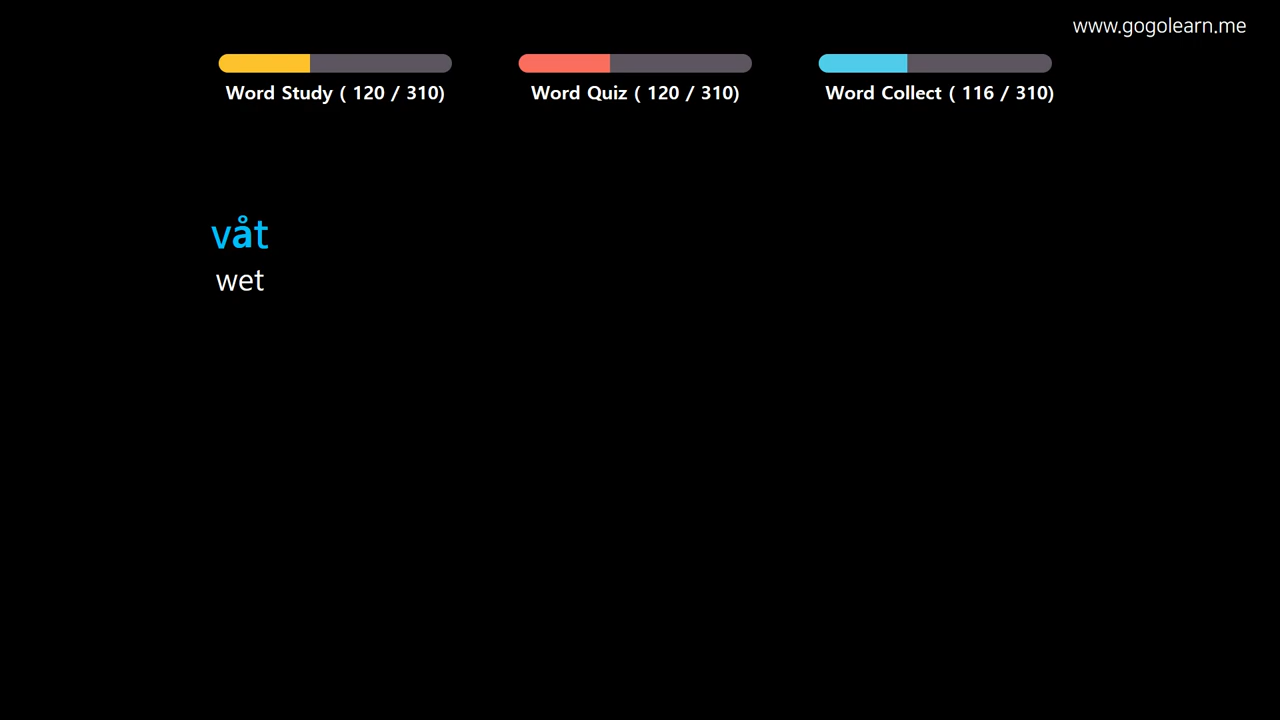 www.gogolearn.me
Word Study ( 120 / 310)
Word Quiz ( 120 / 310)
Word Collect ( 116 / 310)
våt
wet